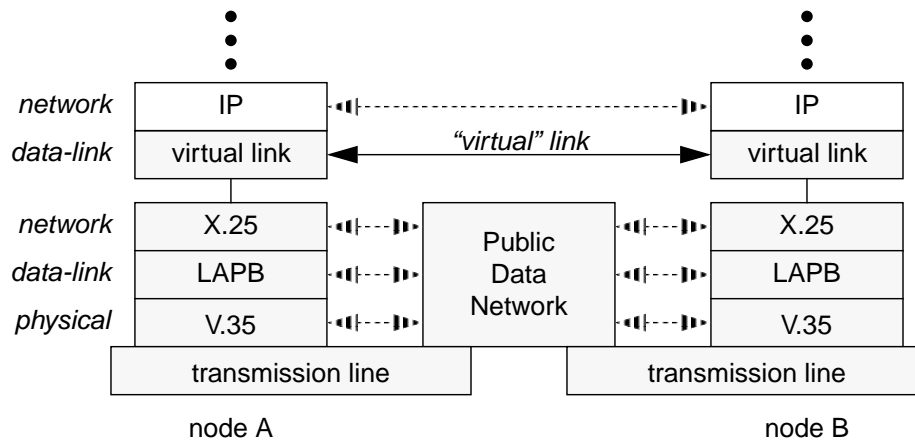 network IP IP
data-link virtual link “virtual” link virtual link
network X.25 X.25
Public
data-link LAPB Data LAPB
Network
physical V.35 V.35
transmission line transmission line
node A node B